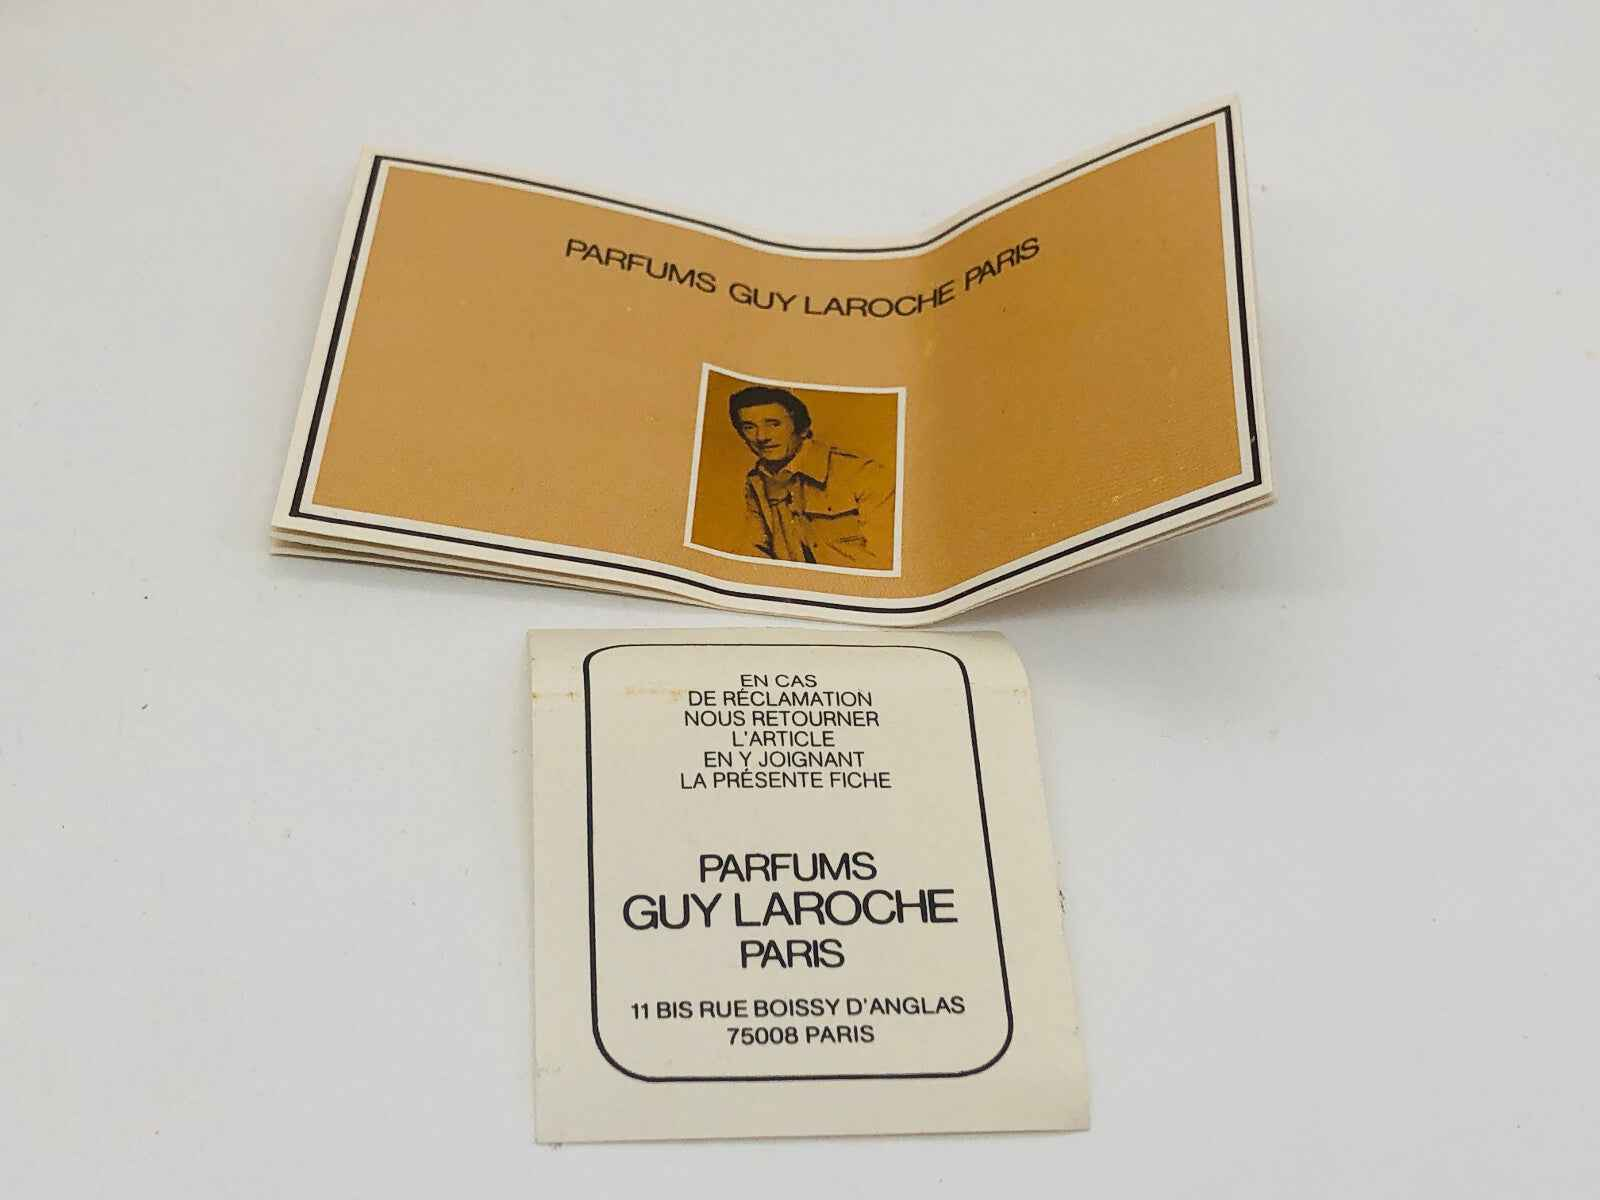 PARFUMS GUY LAROCHE PARIS
EN CAS
DE RÉCLAMATION
NOUS RETOURNER
L'ARTICLE
EN Y JOIGNANT
LA PRÉSENTE FICHE
PARFUMS
GUY LAROCHE
PARIS
11 BIS RUE BOISSY D'ANGLAS
75008 PARIS